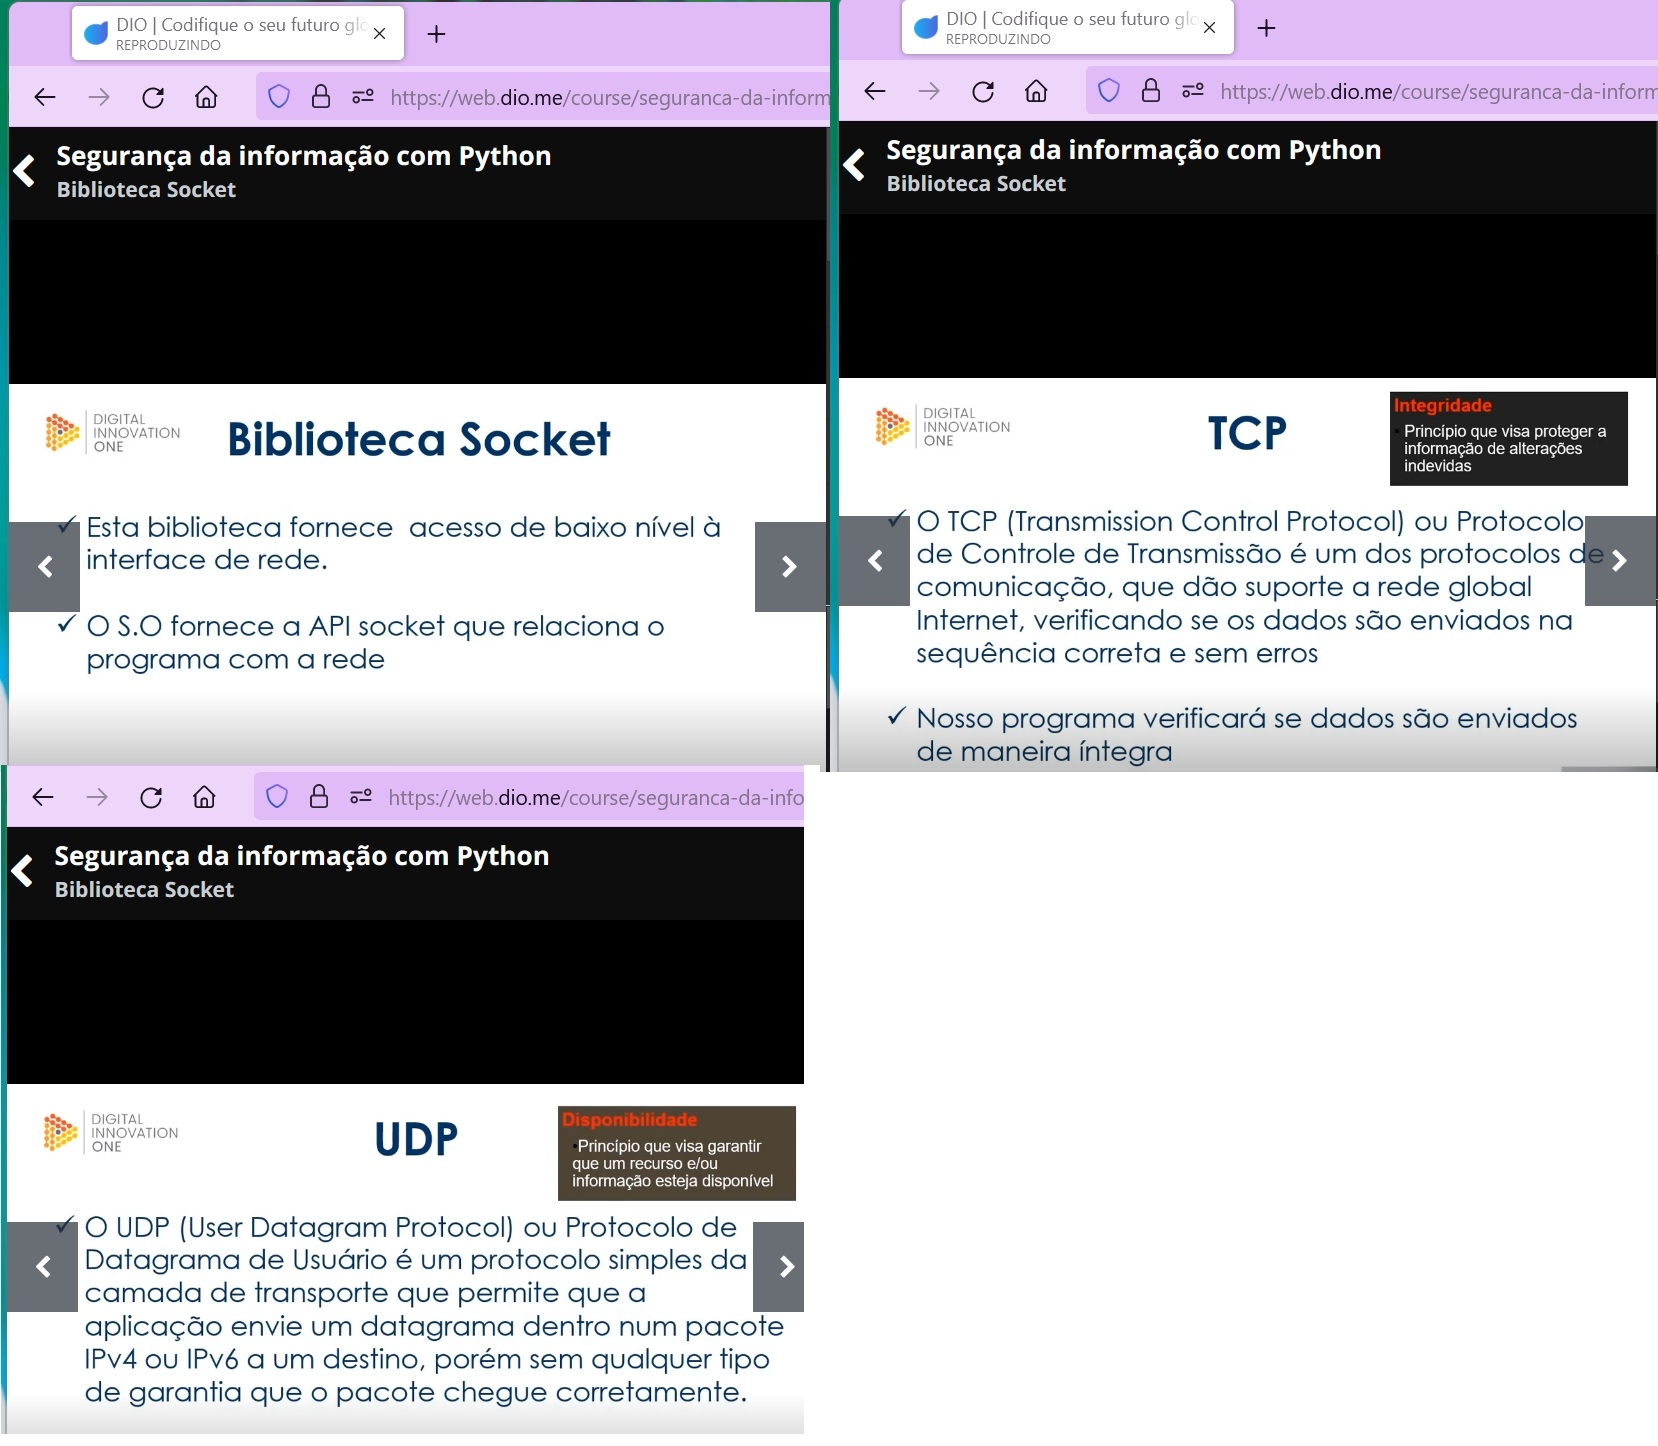 DIO | Codifique o seu futuro glo
REPRODUZINDO
https://web.dio.me/course/seguranca-da-inform
Segurança da informação com Python
Biblioteca Socket
DIGITAL
INNOVATION
ONE
Biblioteca Socket
✓ Esta biblioteca fornece acesso de baixo nível à
interface de rede.
✓ O S.O fornece a API socket que relaciona o
programa com a rede
DIO | Codifique o seu futuro glo
REPRODUZINDO
https://web.dio.me/course/seguranca-da-inform
Segurança da informação com Python
Biblioteca Socket
DIGITAL
INNOVATION
ONE
TCP
Integridade
• Princípio que visa proteger a
informação de alterações
indevidas
✓ O TCP (Transmission Control Protocol) ou Protocolo
de Controle de Transmissão é um dos protocolos de
comunicação, que dão suporte a rede global
Internet, verificando se os dados são enviados na
sequência correta e sem erros
✓ Nosso programa verificará se dados são enviados
de maneira íntegra
https://web.dio.me/course/seguranca-da-info
Segurança da informação com Python
Biblioteca Socket
DIGITAL
INNOVATION
ONE
UDP
Disponibilidade
•Princípio que visa garantir
que um recurso e/ou
informação esteja disponível
✓ O UDP (User Datagram Protocol) ou Protocolo de
Datagrama de Usuário é um protocolo simples da
camada de transporte que permite que a
aplicação envie um datagrama dentro num pacote
IPv4 ou IPv6 a um destino, porém sem qualquer tipo
de garantia que o pacote chegue corretamente.